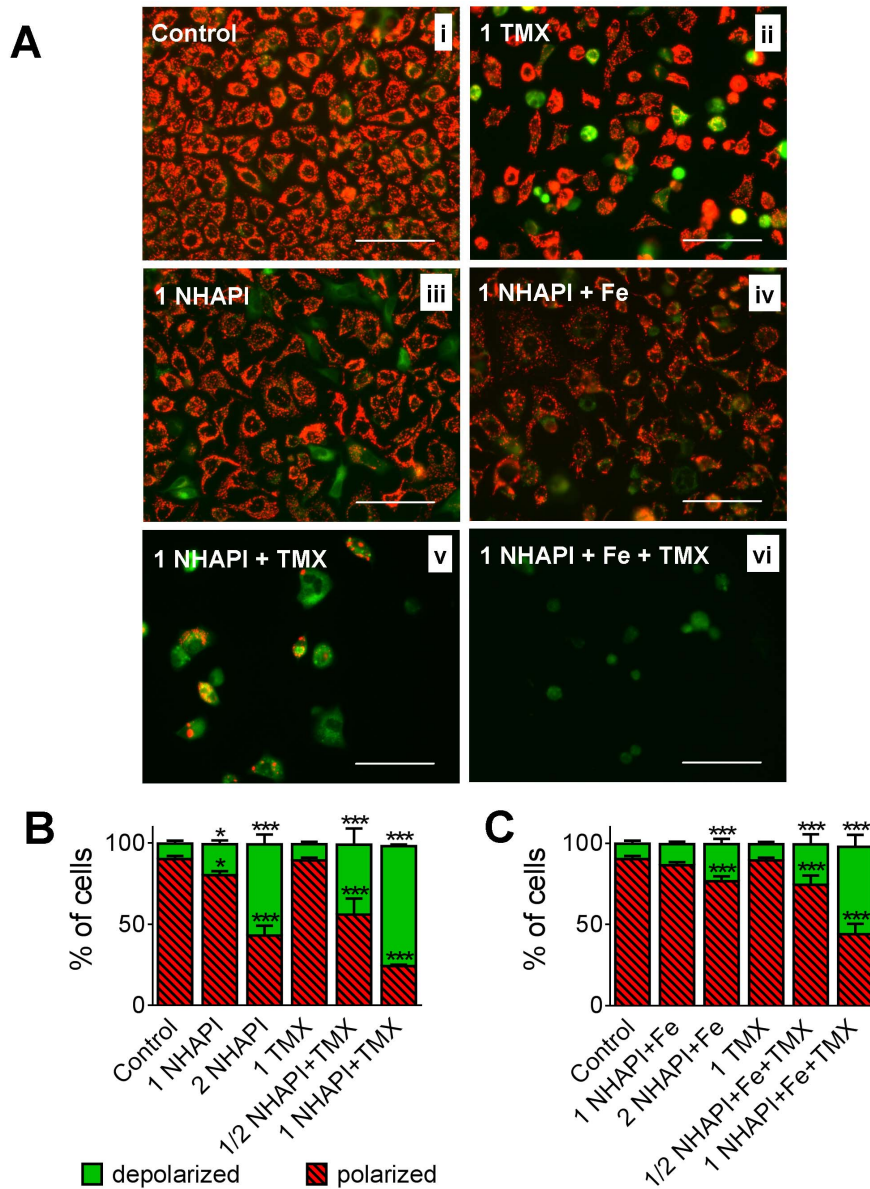 A
Control i
1 TMX ii
1 NHAPI iii
1 NHAPI + Fe iv
1 NHAPI + TMX v
1 NHAPI + Fe + TMX vi
B
% of cells
100
50
0
* *** *** ***
* *** *** ***
Control
1 NHAPI
2 NHAPI
1 TMX
1/2 NHAPI+TMX
1 NHAPI+TMX
C
% of cells
100
50
0
*** *** ***
*** *** ***
Control
1 NHAPI+Fe
2 NHAPI+Fe
1 TMX
1/2 NHAPI+Fe+TMX
1 NHAPI+Fe+TMX
depolarized polarized